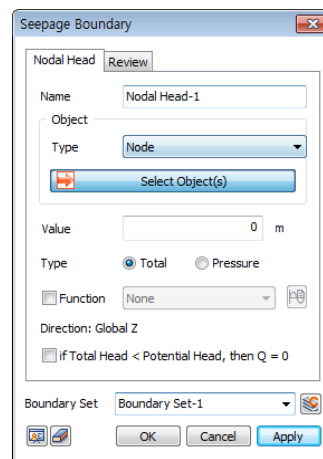 Seepage Boundary
Nodal Head Review
Name Nodal Head-1
Object
Type Node
Select Object(s)
Value 0 m
Type Total Pressure
Function None
Direction: Global Z
if Total Head < Potential Head, then Q = 0
Boundary Set Boundary Set-1
OK Cancel Apply